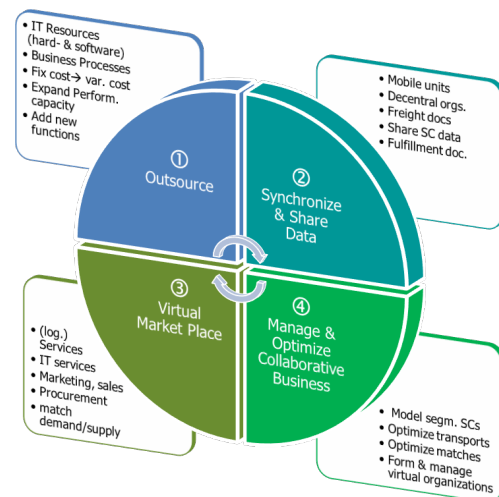 • IT Resources
(hard- & software)
• Business Processes
• Fix cost→ var. cost
• Expand Perform.
capacity
• Add new
functions
• Mobile units
• Decentral orgs.
• Freight docs
• Share SC data
• Fulfillment doc.
①
Outsource
②
Synchronize
& Share
Data
③
Virtual
Market Place
④
Manage &
Optimize
Collaborative
Business
• (log.)
Services
• IT services
• Marketing, sales
• Procurement
• match
demand/supply
• Model segm. SCs
• Optimize transports
• Optimize matches
• Form & manage
virtual organizations